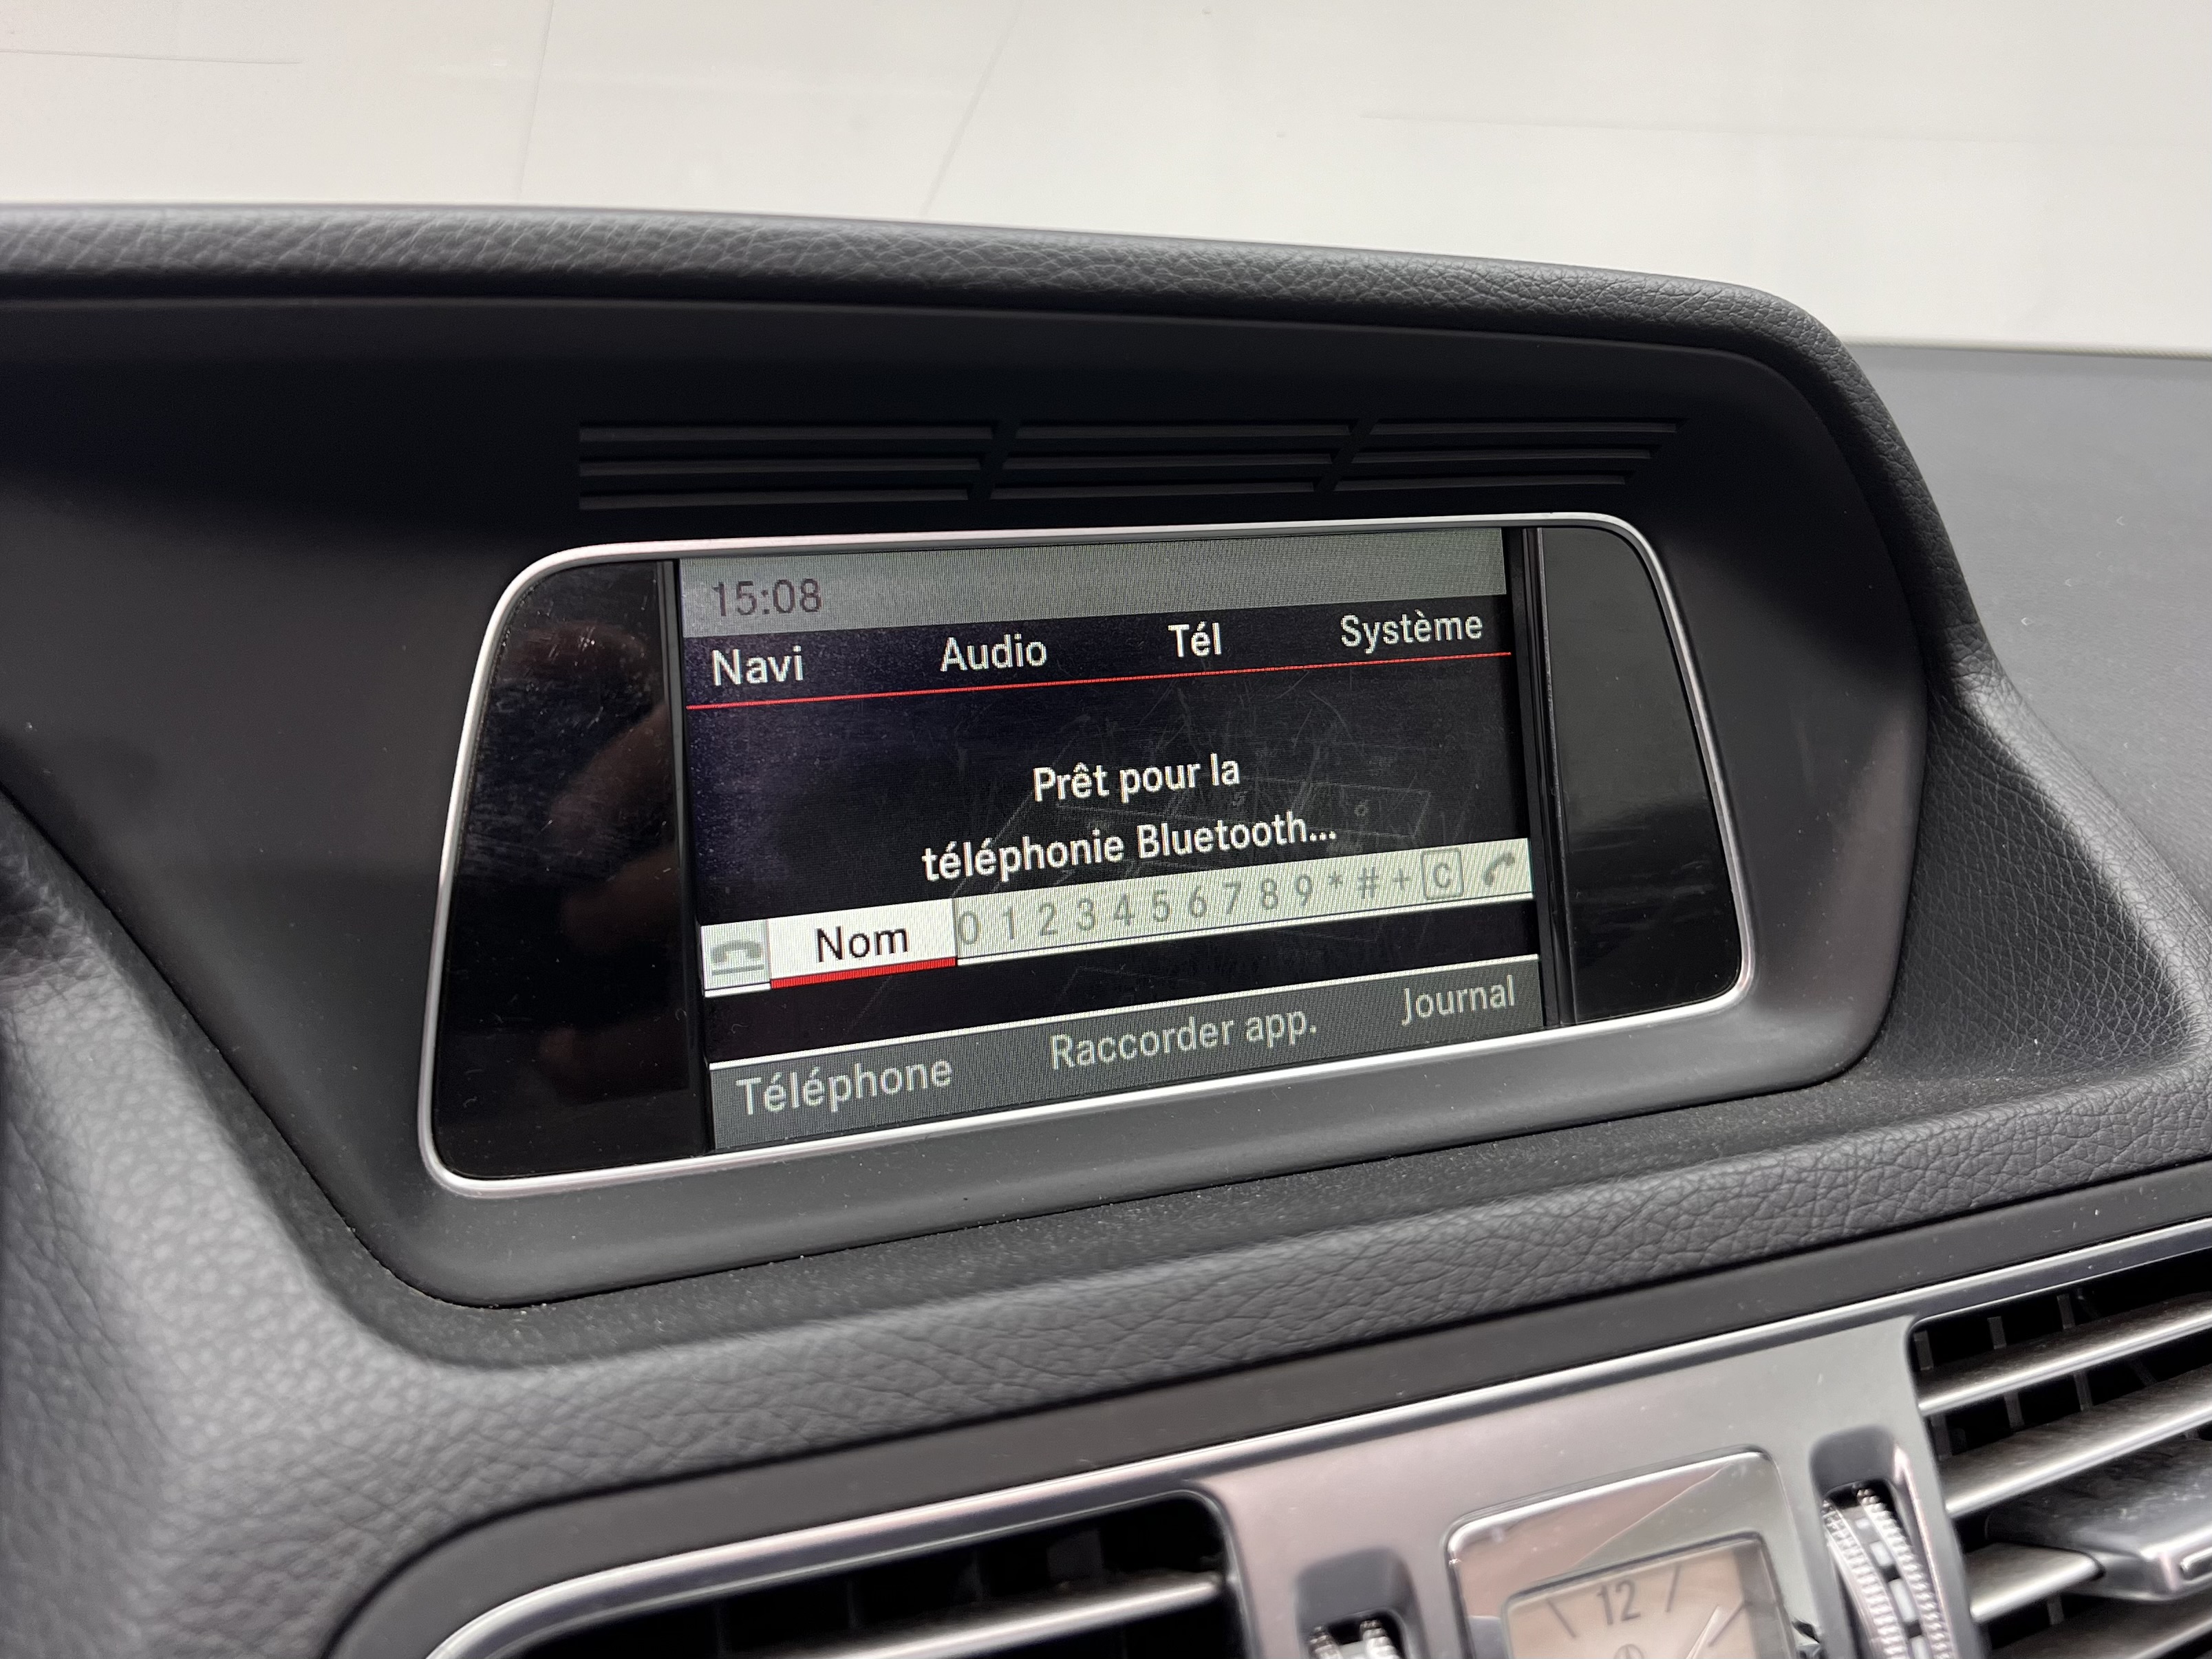 15:08
Navi Audio Tél Système
Prêt pour la
téléphonie Bluetooth...
Nom 0 1 2 3 4 5 6 7 8 9 * # + C
Téléphone Raccorder app. Journal
12